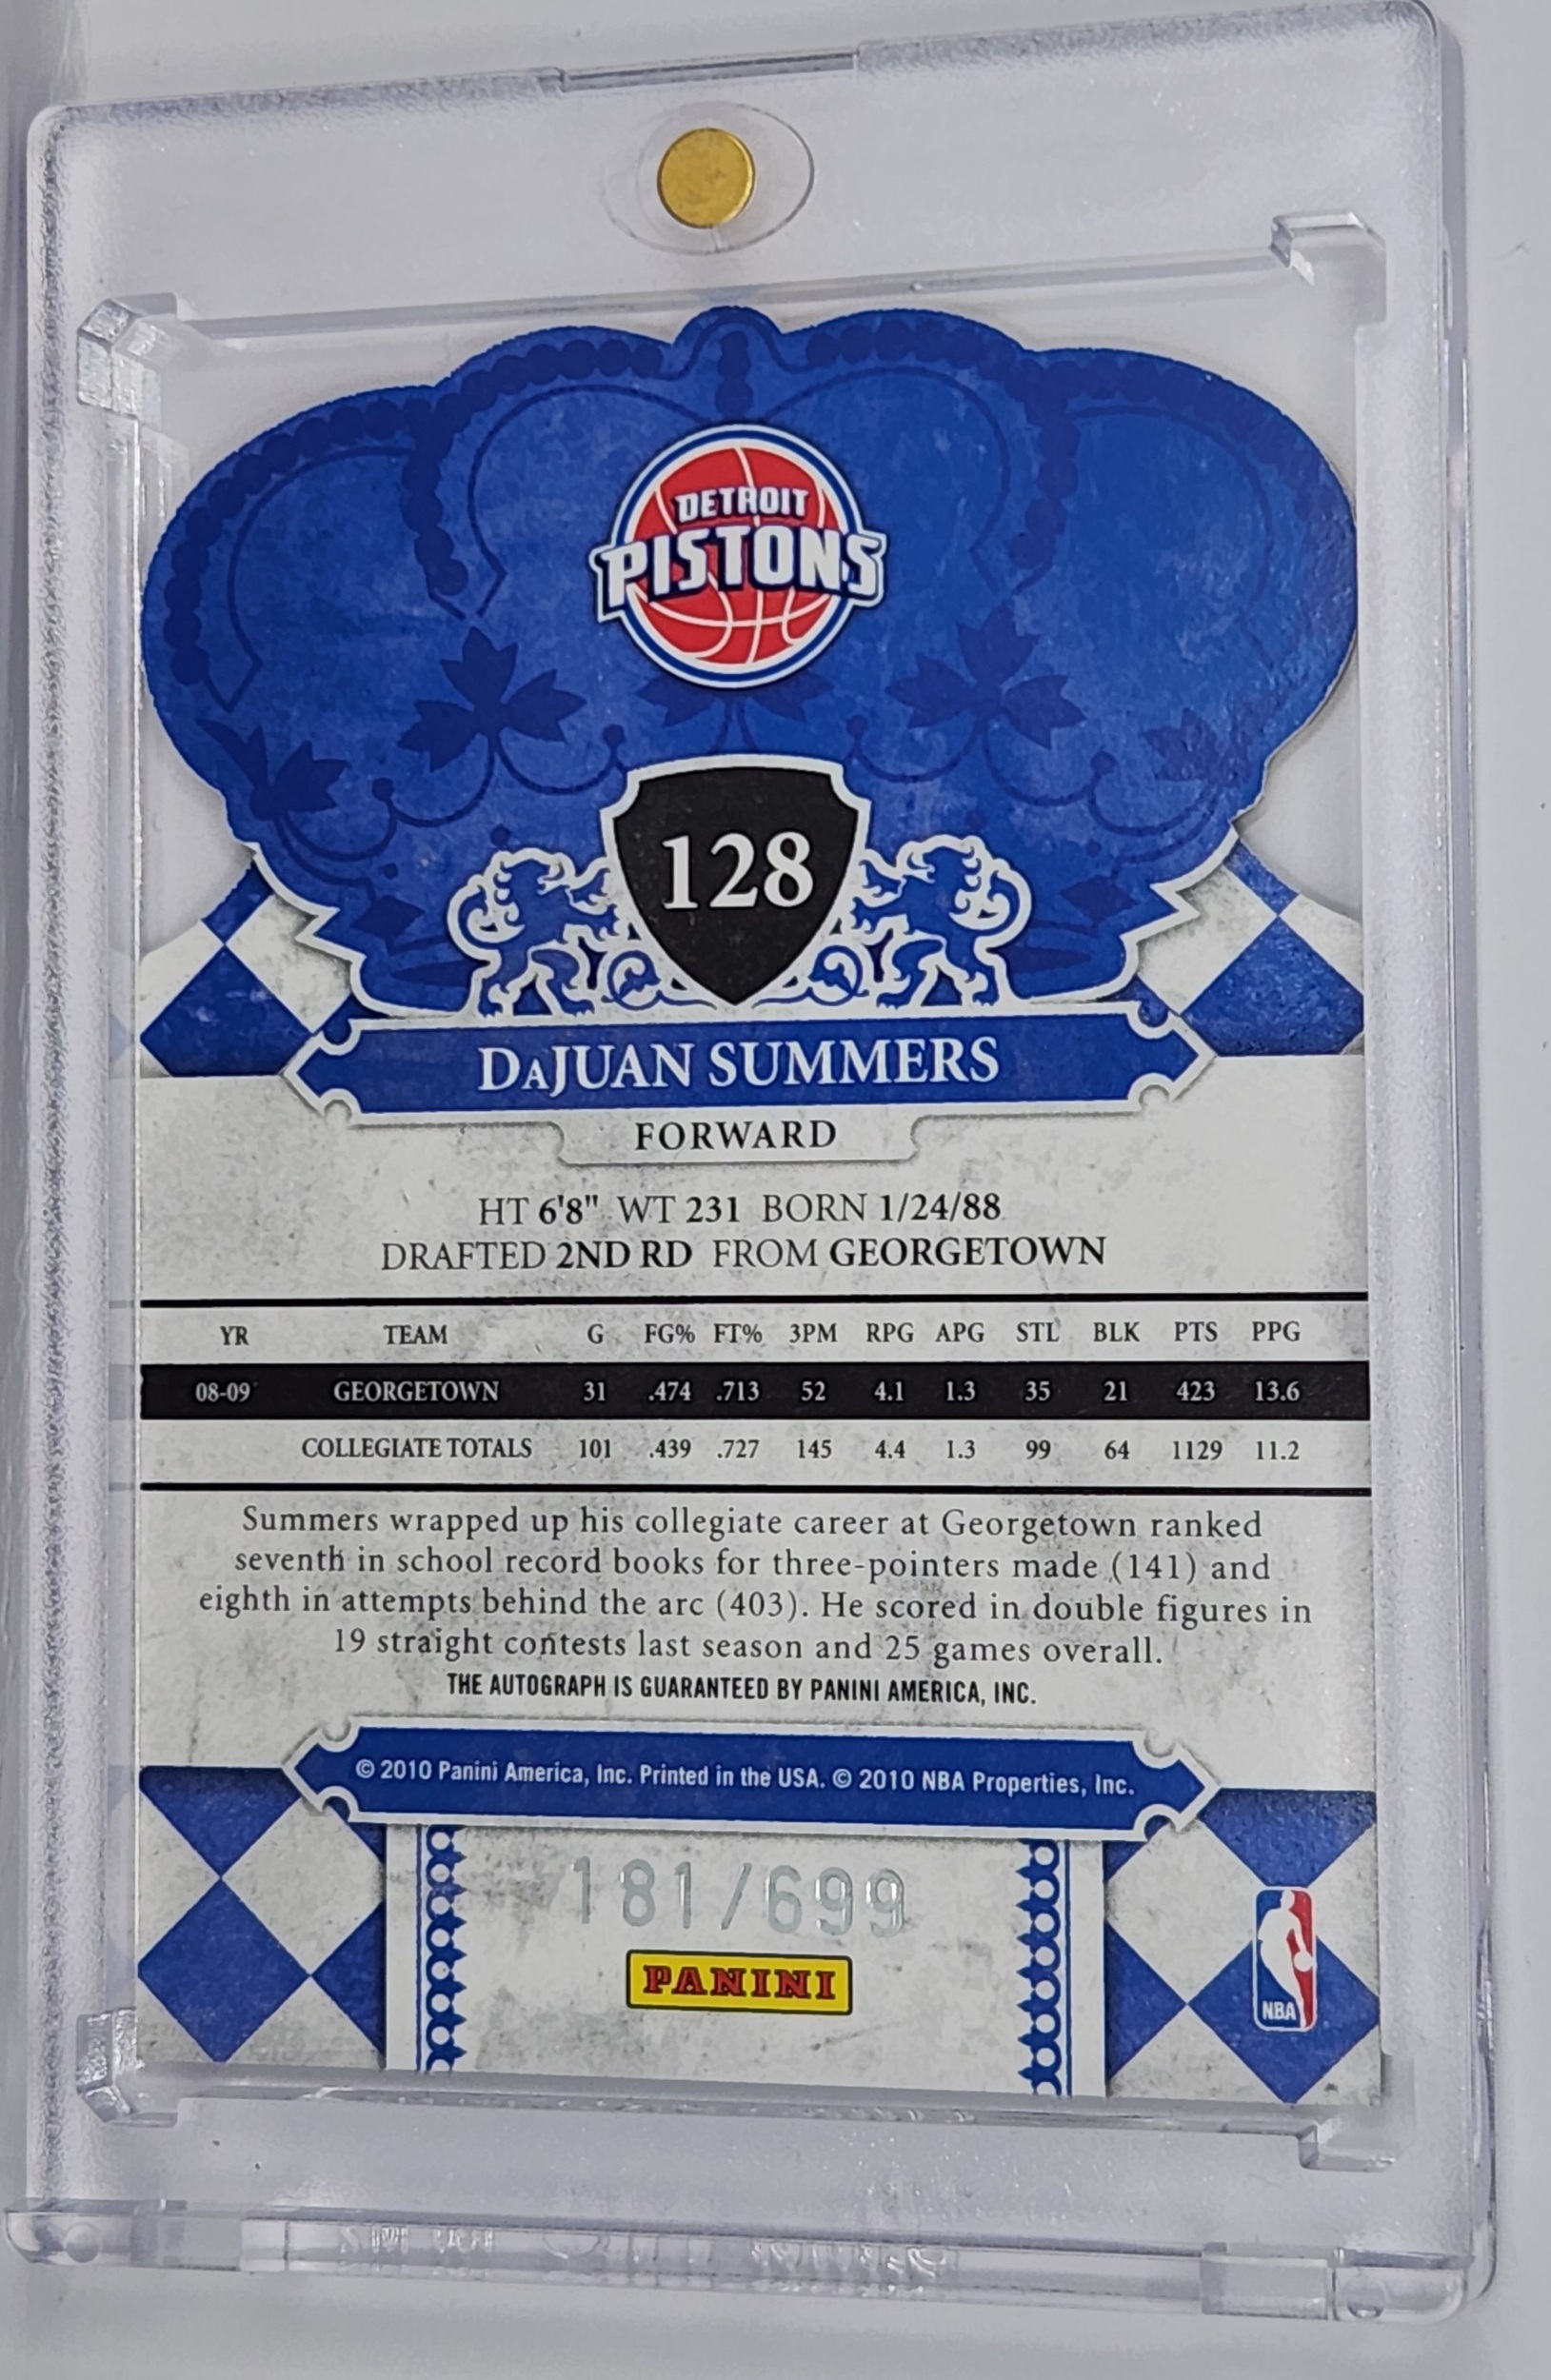 DETROIT
PISTONS
128
DaJUAN SUMMERS
FORWARD
HT 6'8" WT 231 BORN 1/24/88
DRAFTED 2ND RD FROM GEORGETOWN
YR TEAM G FG% FT% 3PM RPG APG STL BLK PTS PPG
08-09 GEORGETOWN 31 .474 .713 52 4.1 1.3 35 21 423 13.6
COLLEGIATE TOTALS 101 .439 .727 145 4.4 1.3 99 64 1129 11.2
Summers wrapped up his collegiate career at Georgetown ranked
seventh in school record books for three-pointers made (141) and
eighth in attempts behind the arc (403). He scored in double figures in
19 straight contests last season and 25 games overall.
THE AUTOGRAPH IS GUARANTEED BY PANINI AMERICA, INC.
© 2010 Panini America, Inc. Printed in the USA. © 2010 NBA Properties, Inc.
181/699
PANINI
NBA